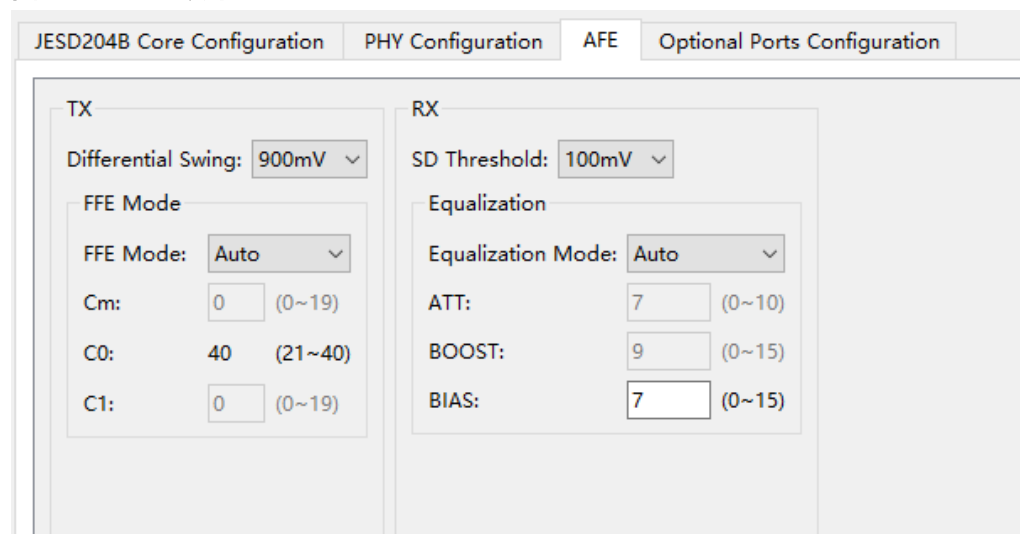 JESD204B Core Configuration PHY Configuration AFE Optional Ports Configuration
TX
Differential Swing: 900mV
FFE Mode
FFE Mode: Auto
Cm: 0 (0~19)
C0: 40 (21~40)
C1: 0 (0~19)
RX
SD Threshold: 100mV
Equalization
Equalization Mode: Auto
ATT: 7 (0~10)
BOOST: 9 (0~15)
BIAS: 7 (0~15)